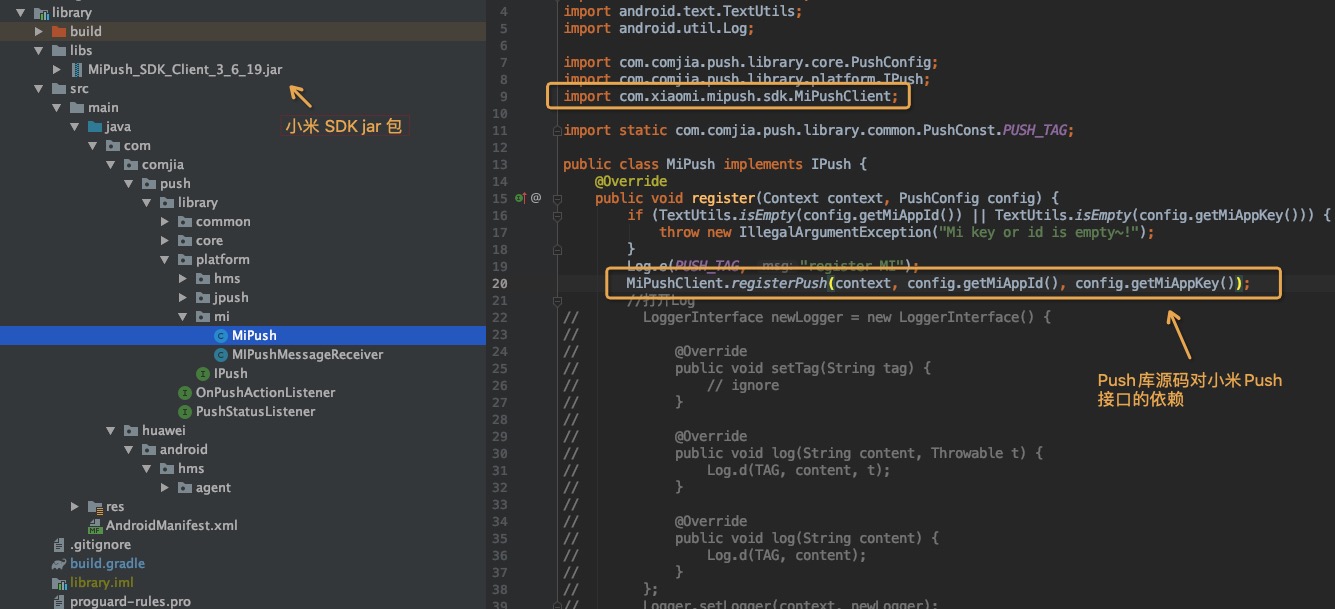 library
build
libs
MiPush_SDK_Client_3_6_19.jar
小米 SDK jar 包
src
main
java
com
comjia
push
library
common
core
platform
hms
jpush
mi
MiPush
MIPushMessageReceiver
IPush
OnPushActionListener
PushStatusListener
huawei
android
hms
agent
res
AndroidManifest.xml
.gitignore
build.gradle
library.iml
proguard-rules.pro
4 import android.text.TextUtils;
5 import android.util.Log;
6
7 import com.comjia.push.library.core.PushConfig;
8 import com.comjia.push.library.platform.IPush;
9 import com.xiaomi.mipush.sdk.MiPushClient;
10
11 import static com.comjia.push.library.common.PushConst.PUSH_TAG;
12
13 public class MiPush implements IPush {
14 @Override
15 @ public void register(Context context, PushConfig config) {
16 if (TextUtils.isEmpty(config.getMiAppId()) || TextUtils.isEmpty(config.getMiAppKey())) {
17 throw new IllegalArgumentException("Mi key or id is empty~!");
18 }
19 Log.e(PUSH_TAG, msg: "register MI");
20 MiPushClient.registerPush(context, config.getMiAppId(), config.getMiAppKey());
21 //打开Log
22 // LoggerInterface newLogger = new LoggerInterface() {
23 //
24 // @Override
25 // public void setTag(String tag) {
26 // // ignore
27 // }
28 //
29 // @Override
30 // public void log(String content, Throwable t) {
31 // Log.d(TAG, content, t);
32 // }
33 //
34 // @Override
35 // public void log(String content) {
36 // Log.d(TAG, content);
37 // }
38 // };
39 // Logger.setLogger(context, newLogger);
Push库源码对小米Push
接口的依赖